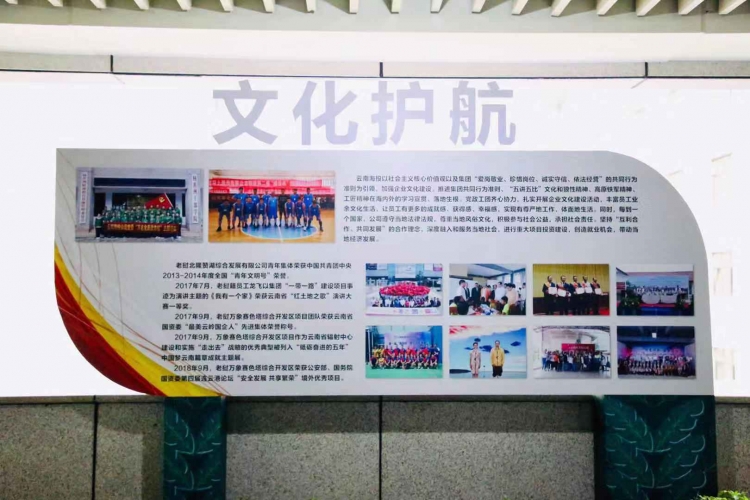 文化护航
云南海投以社会主义核心价值观以及集团“爱岗敬业、珍惜岗位、诚实守信、依法经营”的共同行为
准则为引领，加强企业文化建设，推进集团共同行为准则、“五讲五比”文化和狼性精神、高原铁军精神、
工匠精神在海内外的学习宣贯、落地生根，党政工团齐心协力，扎实开展企业文化建设活动，丰富员工
业余文化生活，让员工有更多的成就感、获得感、幸福感，实现有尊严地工作、体面地生活。同时，每到一
个国家，公司遵守当地法律法规，尊重当地风俗文化，积极参与社会公益，承担社会责任，坚持“互利合
作、共同发展”的合作理念，深度融入和服务当地社会，进行重大项目投资建设，创造就业机会，带动当
地经济发展。
老挝北隆赞湖综合发展有限公司青年集体荣获中国共青团中央
2013-2014年度全国“青年文明号”荣誉。
2017年7月，老挝籍员工龙飞以集团“一带一路”建设项目事
迹为演讲主题的《我有一个家》荣获云南省“红土地之歌”演讲大
赛一等奖。
2017年9月，老挝万象赛色塔综合开发区项目团队荣获云南省
国资委“最美云岭国企人”先进集体荣誉称号。
2017年9月，万象赛色塔综合开发区项目作为云南省辐射中心
建设和实施“走出去”战略的优秀典型被列入“砥砺奋进的五年”
中国梦云南篇章成就主题展。
2018年9月，老挝万象赛色塔综合开发区荣获公安部、国务院
国资委第四届连云港论坛“安全发展 共享繁荣”境外优秀项目。